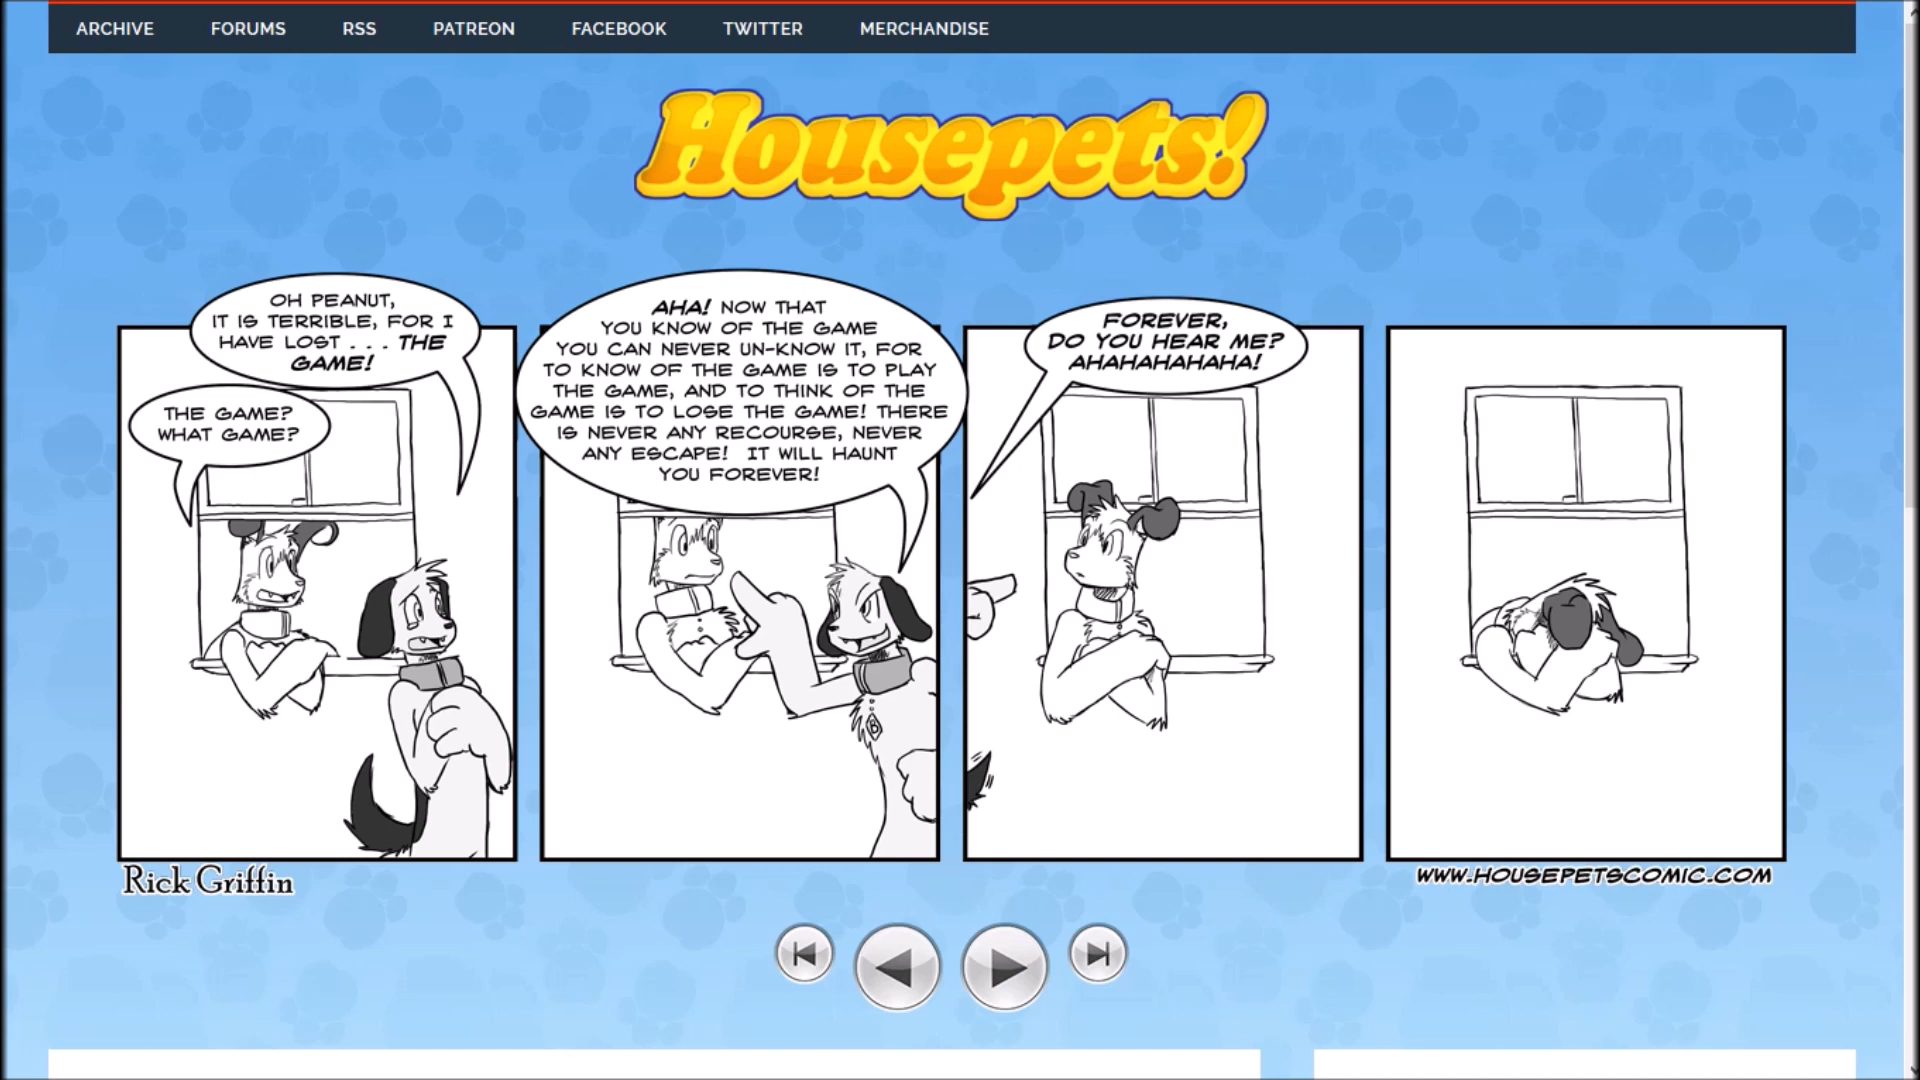 ARCHIVE FORUMS RSS PATREON FACEBOOK TWITTER MERCHANDISE
Housepets!
OH PEANUT,
IT IS TERRIBLE, FOR I
HAVE LOST . . . THE
GAME!
THE GAME?
WHAT GAME?
AHA! NOW THAT
YOU KNOW OF THE GAME
YOU CAN NEVER UN-KNOW IT, FOR
TO KNOW OF THE GAME IS TO PLAY
THE GAME, AND TO THINK OF THE
GAME IS TO LOSE THE GAME! THERE
IS NEVER ANY RECOURSE, NEVER
ANY ESCAPE! IT WILL HAUNT
YOU FOREVER!
B
FOREVER,
DO YOU HEAR ME?
AHAHAHAHAHA!
Rick Griffin
WWW.HOUSEPETSCOMIC.COM